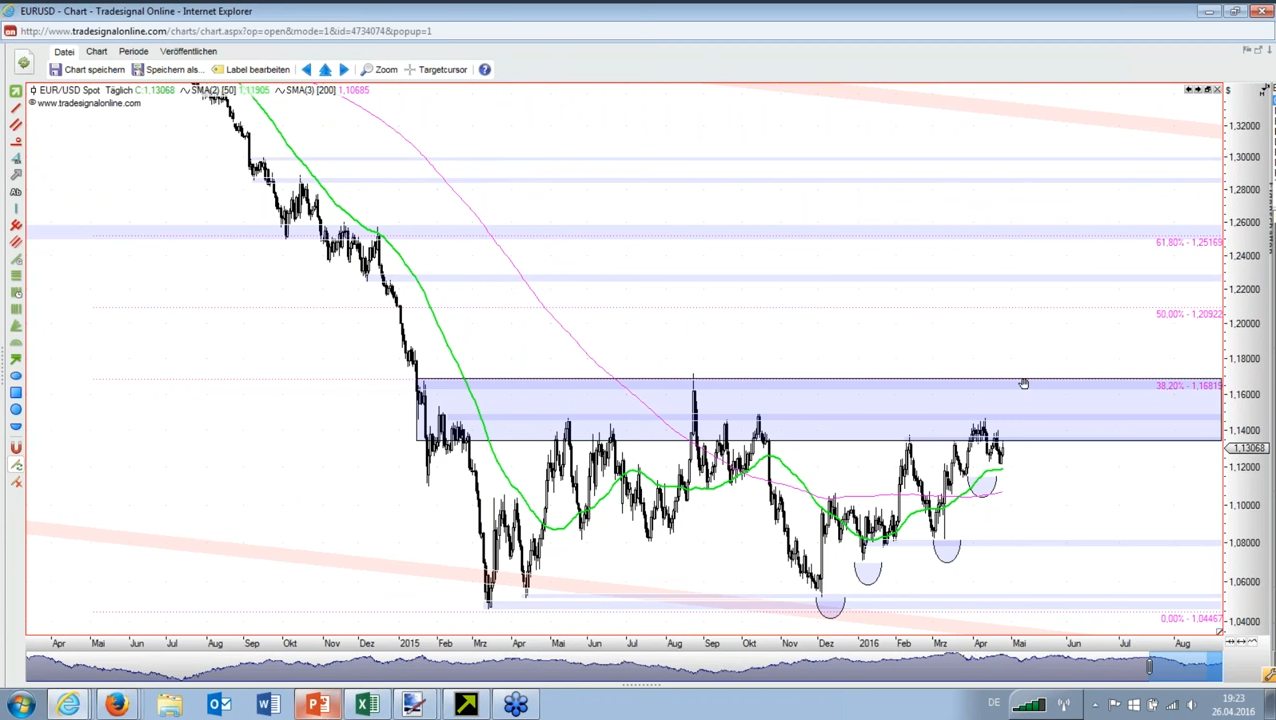 EURUSD - Chart - Tradesignal Online - Internet Explorer
http://www.tradesignalonline.com/charts/chart.aspx?op=open&mode=1&id=4734074&popup=1
Datei Chart Periode Veröffentlichen
Chart speichern Speichern als... Label bearbeiten Zoom Targetcursor
EUR/USD Spot Täglich C:1,13068 SMA(2) [50] 1,11905 SMA(3) [200] 1,10685
© www.tradesignalonline.com
$
1,32000
1,30000
1,28000
1,26000
61,80% - 1,25169
1,24000
1,22000
50,00% - 1,20922
1,20000
1,18000
38,20% - 1,16819
1,16000
1,14000
1,13068
1,12000
1,10000
1,08000
1,06000
0,00% - 1,04467
1,04000
Apr Mai Jun Jul Aug Sep Okt Nov Dez 2015 Feb Mrz Apr Mai Jun Jul Aug Sep Okt Nov Dez 2016 Feb Mrz Apr Mai Jun Jul Aug
Ab
DE
19:23
26.04.2016